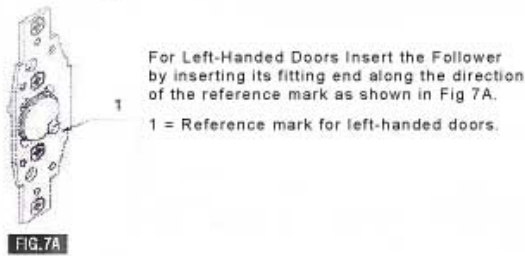 For Left-Handed Doors Insert the Follower
by inserting its fitting end along the direction
of the reference mark as shown in Fig 7A.
1
1 = Reference mark for left-handed doors.
FIG.7A